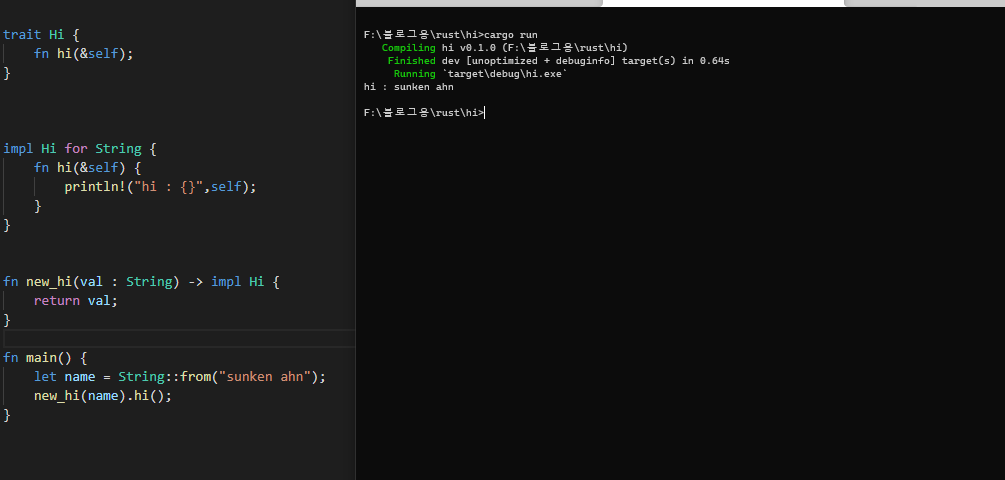 trait Hi {
    fn hi(&self);
}
impl Hi for String {
    fn hi(&self) {
        println!("hi : {}",self);
    }
}
fn new_hi(val : String) -> impl Hi {
    return val;
}
fn main() {
    let name = String::from("sunken ahn");
    new_hi(name).hi();
}
F:\블로그용\rust\hi>cargo run
   Compiling hi v0.1.0 (F:\블로그용\rust\hi)
    Finished dev [unoptimized + debuginfo] target(s) in 0.64s
     Running `target\debug\hi.exe`
hi : sunken ahn
F:\블로그용\rust\hi>